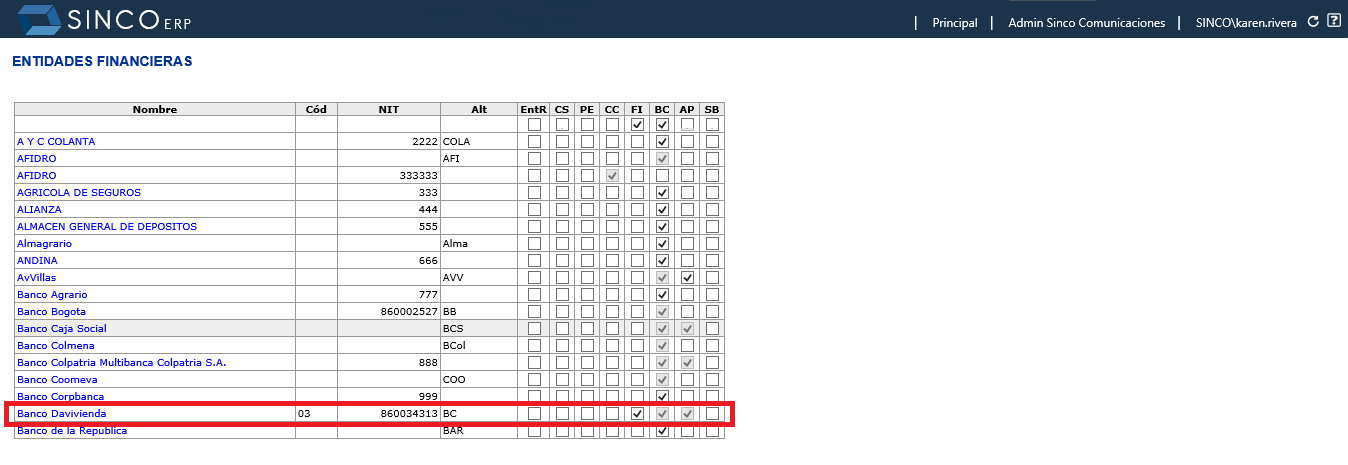 SINCO ERP
| Principal | Admin Sinco Comunicaciones | SINCO\karen.rivera
ENTIDADES FINANCIERAS
Nombre Cód NIT Alt EntR CS PE CC FI BC AP SB
A Y C COLANTA 2222 COLA
AFIDRO AFI
AFIDRO 333333
AGRICOLA DE SEGUROS 333
ALIANZA 444
ALMACEN GENERAL DE DEPOSITOS 555
Almagrario Alma
ANDINA 666
AvVillas AVV
Banco Agrario 777
Banco Bogota 860002527 BB
Banco Caja Social BCS
Banco Colmena BCol
Banco Colpatria Multibanca Colpatria S.A. 888
Banco Coomeva COO
Banco Corpbanca 999
Banco Davivienda 03 860034313 BC
Banco de la Republica BAR